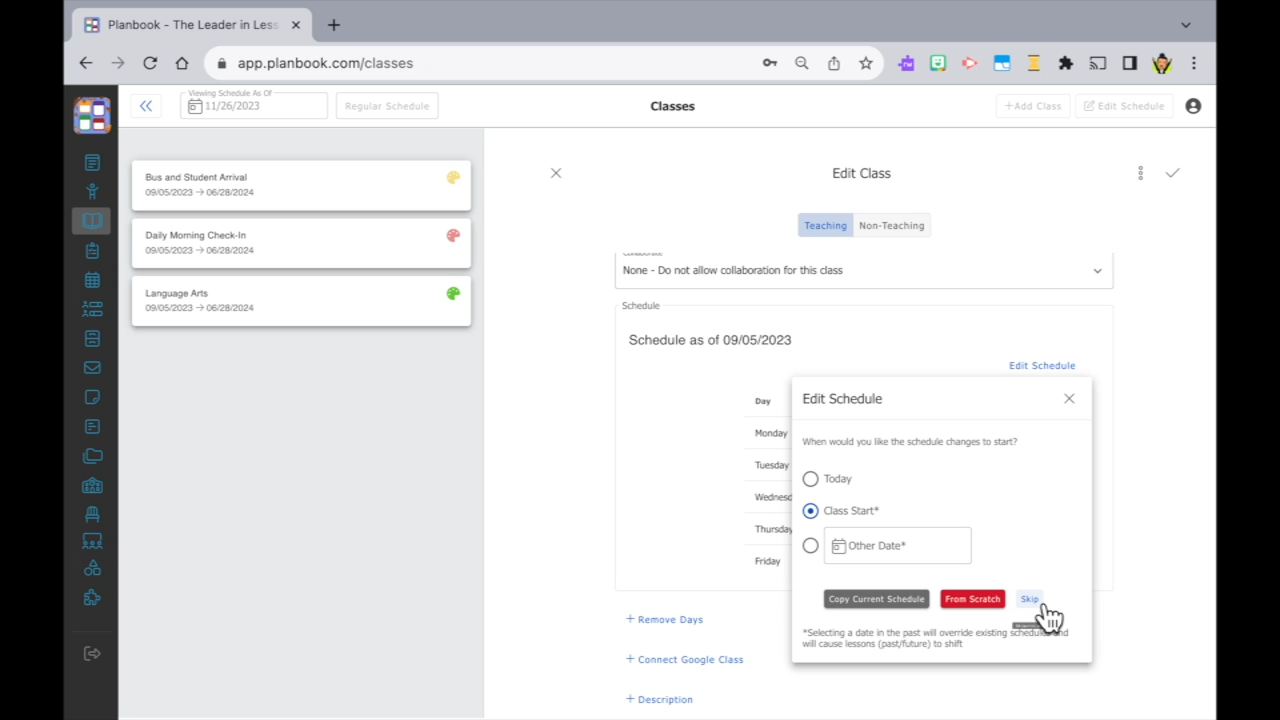 Planbook - The Leader in Less
app.planbook.com/classes
Viewing Schedule As Of
11/26/2023
Regular Schedule
Classes
+Add Class
Edit Schedule
Bus and Student Arrival
09/05/2023 → 06/28/2024
Daily Morning Check-In
09/05/2023 → 06/28/2024
Language Arts
09/05/2023 → 06/28/2024
Edit Class
Teaching
Non-Teaching
Collaborate
None - Do not allow collaboration for this class
Schedule
Schedule as of 09/05/2023
Edit Schedule
Day
Monday
Tuesday
Wednesd
Thursday
Friday
Edit Schedule
When would you like the schedule changes to start?
Today
Class Start*
Other Date*
Copy Current Schedule
From Scratch
Skip
*Selecting a date in the past will override existing schedules and
will cause lessons (past/future) to shift
+ Remove Days
+ Connect Google Class
+ Description